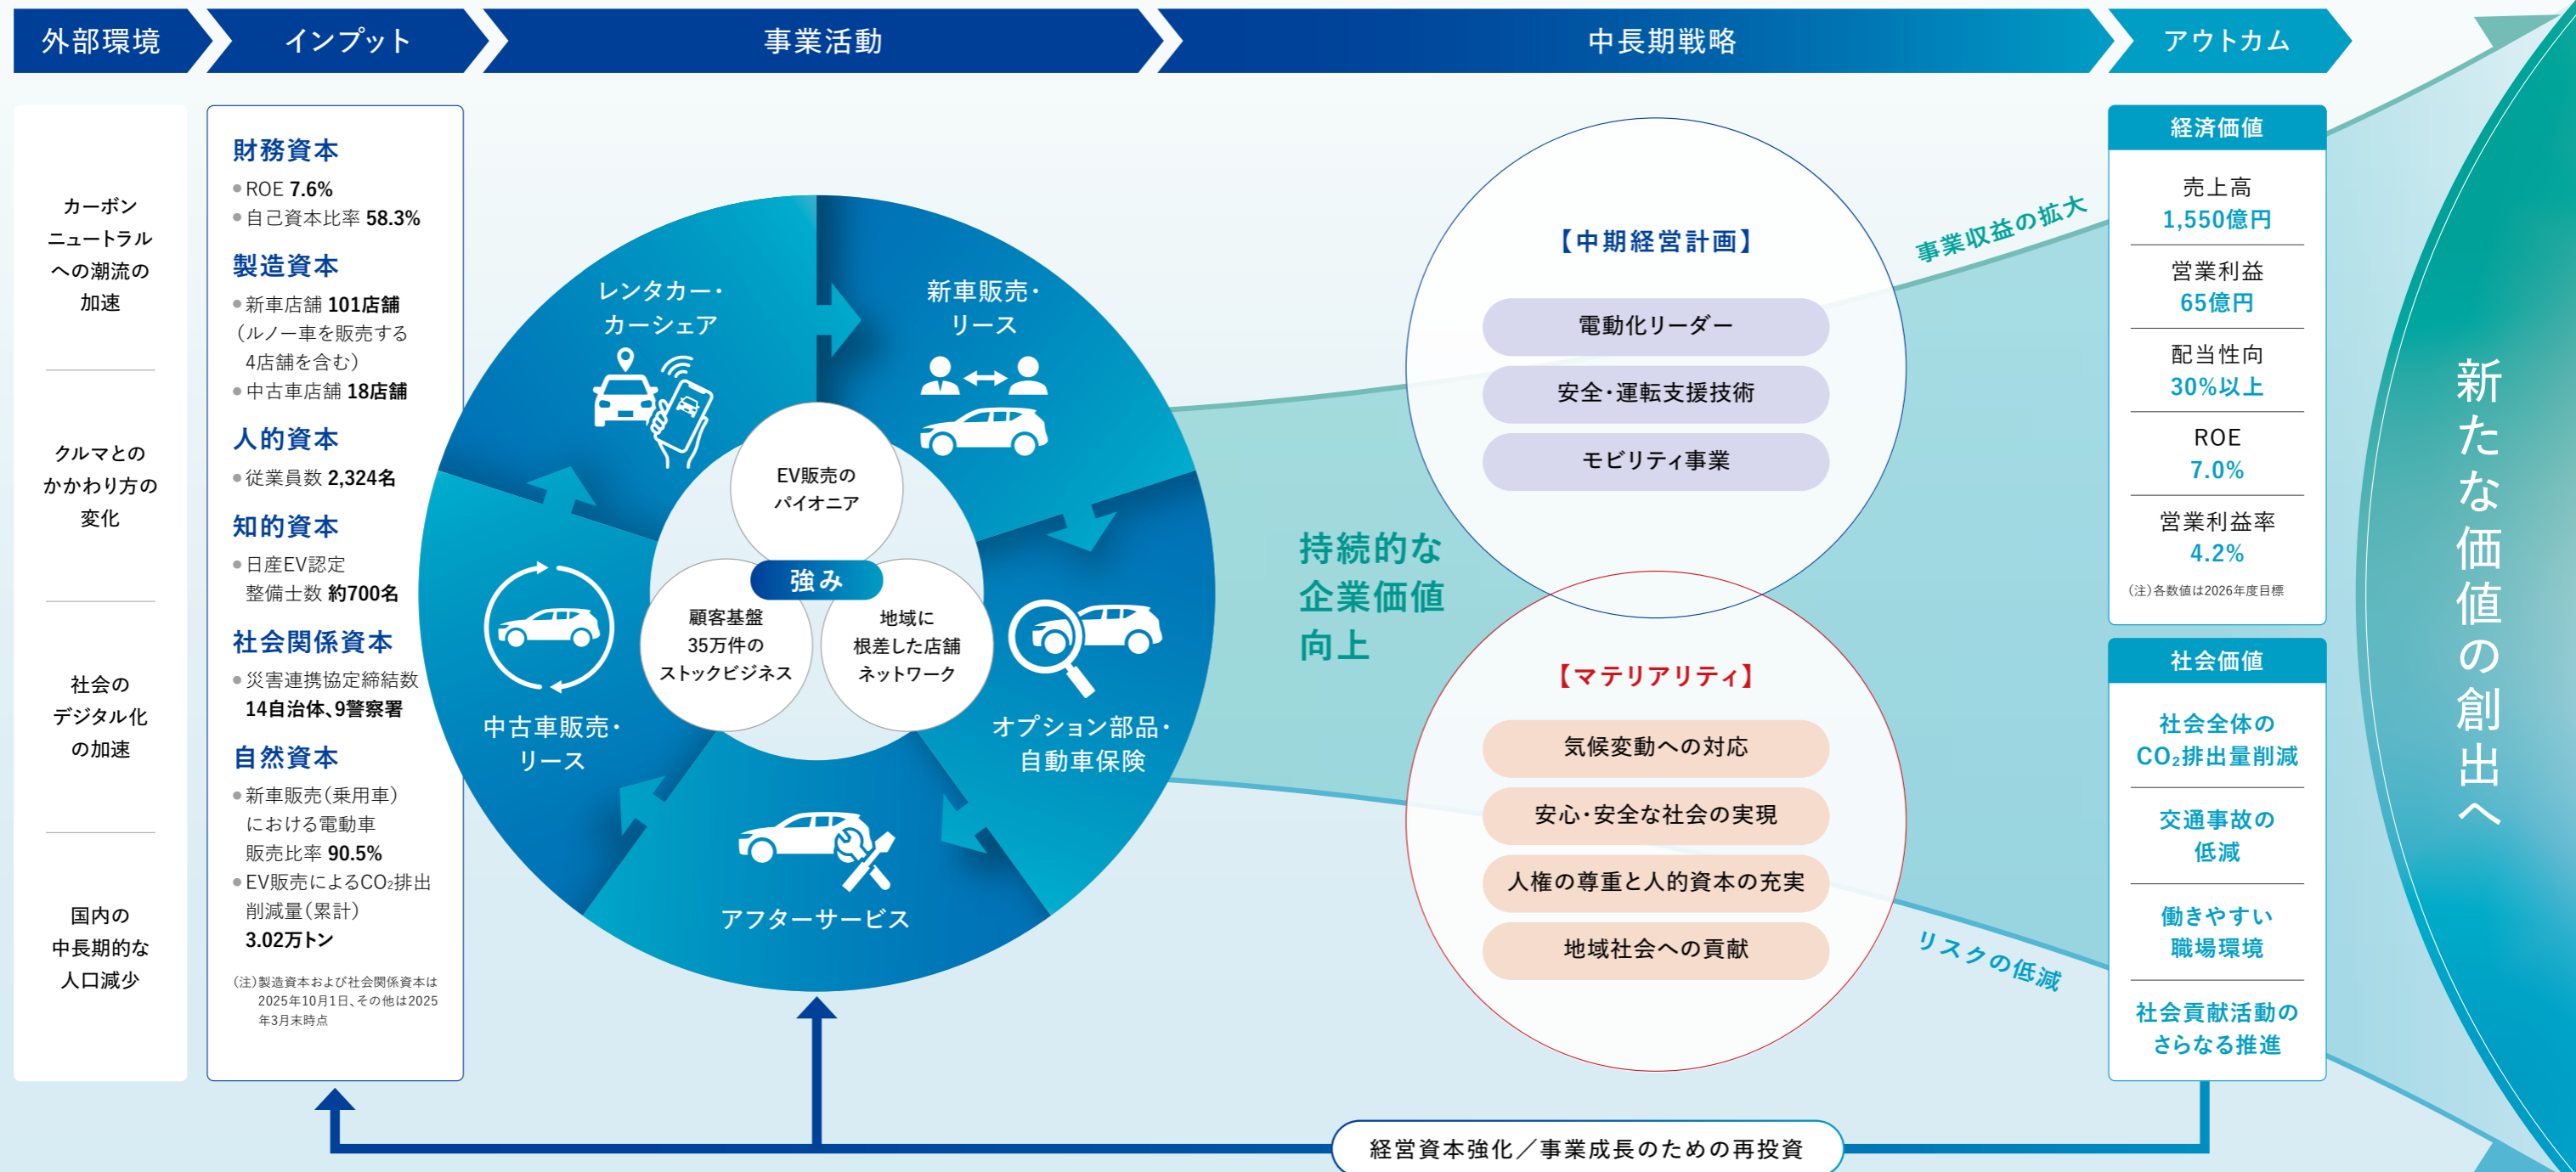 外部環境
インプット
事業活動
中長期戦略
アウトカム
カーボン
ニュートラル
への潮流の
加速
クルマとの
かかわり方の
変化
社会の
デジタル化
の加速
国内の
中長期的な
人口減少
財務資本
●ROE 7.6%
●自己資本比率 58.3%
製造資本
●新車店舗 101店舗
（ルノー車を販売する
4店舗を含む）
●中古車店舗 18店舗
人的資本
●従業員数 2,324名
知的資本
●日産EV認定
整備士数 約700名
社会関係資本
●災害連携協定締結数
14自治体、9警察署
自然資本
●新車販売（乗用車）
における電動車
販売比率 90.5%
●EV販売によるCO₂排出
削減量（累計）
3.02万トン
（注）製造資本および社会関係資本は
2025年10月1日、その他は2025
年3月末時点
レンタカー・
カーシェア
新車販売・
リース
オプション部品・
自動車保険
アフターサービス
中古車販売・
リース
EV販売の
パイオニア
強み
顧客基盤
35万件の
ストックビジネス
地域に
根差した店舗
ネットワーク
持続的な
企業価値
向上
【中期経営計画】
電動化リーダー
安全・運転支援技術
モビリティ事業
【マテリアリティ】
気候変動への対応
安心・安全な社会の実現
人権の尊重と人的資本の充実
地域社会への貢献
事業収益の拡大
リスクの低減
経済価値
売上高
1,550億円
営業利益
65億円
配当性向
30%以上
ROE
7.0%
営業利益率
4.2%
（注）各数値は2026年度目標
社会価値
社会全体の
CO₂排出量削減
交通事故の
低減
働きやすい
職場環境
社会貢献活動の
さらなる推進
新たな価値の創出へ
経営資本強化／事業成長のための再投資